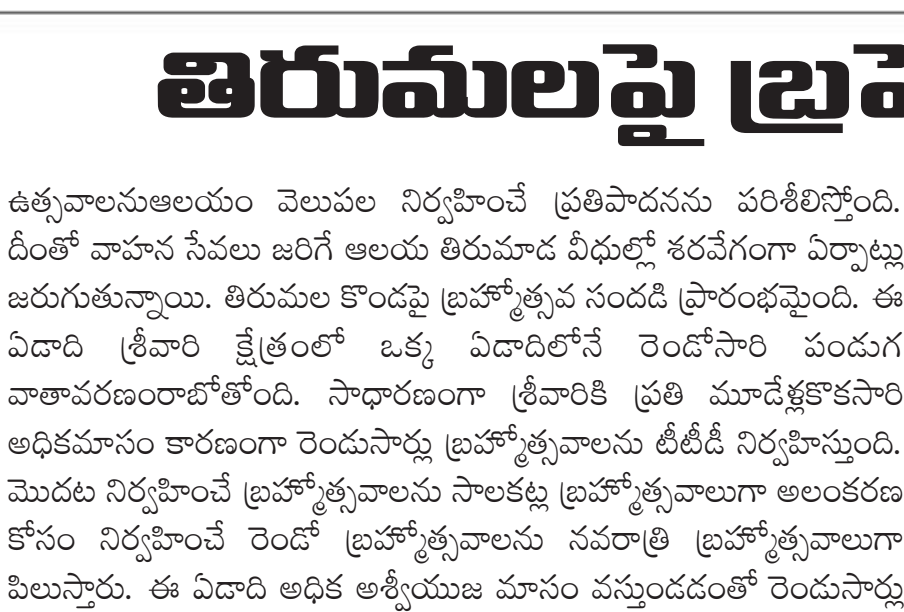 తిరుమలపై
ఉత్సవాలనుఆలయం వెలుపల నిర్వహించే ప్రతిపాదనను పరిశీలిస్తోంది.
దీంతో వాహన సేవలు జరిగే ఆలయ తిరుమాడ వీధుల్లో శరవేగంగా ఏర్పాట్లు
జరుగుతున్నాయి. తిరుమల కొండపై బ్రహ్మోత్సవ సందడి ప్రారంభమైంది. ఈ
ఏడాది శ్రీవారి క్షేత్రంలో ఒక్క ఏడాదిలోనే రెండోసారి పండుగ
వాతావరణంరాబోతోంది. సాధారణంగా శ్రీవారికి ప్రతి మూడేళ్లకొకసారి
అధికమాసం కారణంగా రెండుసార్లు బ్రహ్మోత్సవాలను టీటీడీ నిర్వహిస్తుంది.
మొదట నిర్వహించే బ్రహ్మోత్సవాలను సాలకట్ల బ్రహ్మోత్సవాలుగా అలంకరణ
కోసం నిర్వహించే రెండో బ్రహ్మోత్సవాలను నవరాత్రి బ్రహ్మోత్సవాలుగా
పిలుస్తారు. ఈ ఏడాది అధిక అశ్వీయుజ మాసం వస్తుండడంతో రెండుసార్లు